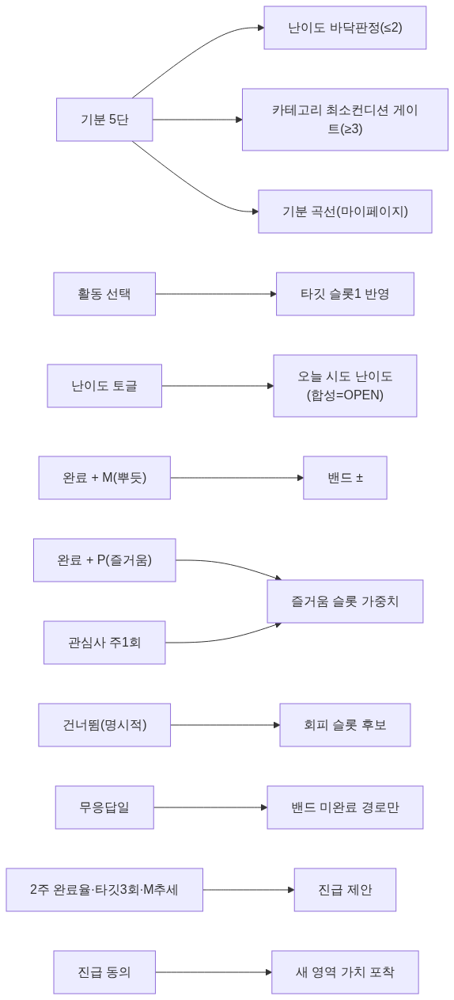 난이도 바닥판정(≤2)
기분 5단
카테고리 최소컨디션 게이
트(≥3)
기분 곡선(마이페이지)
활동 선택
타깃 슬롯1 반영
난이도 토글
오늘 시도 난이도
(합성=OPEN)
완료 + M(뿌듯)
밴드 ±
완료 + P(즐거움)
즐거움 슬롯 가중치
관심사 주1회
건너뜀(명시적)
회피 슬롯 후보
무응답일
밴드 미완료 경로만
2주 완료율·타깃3회·M추세
진급 제안
진급 동의
새 영역 가치 포착